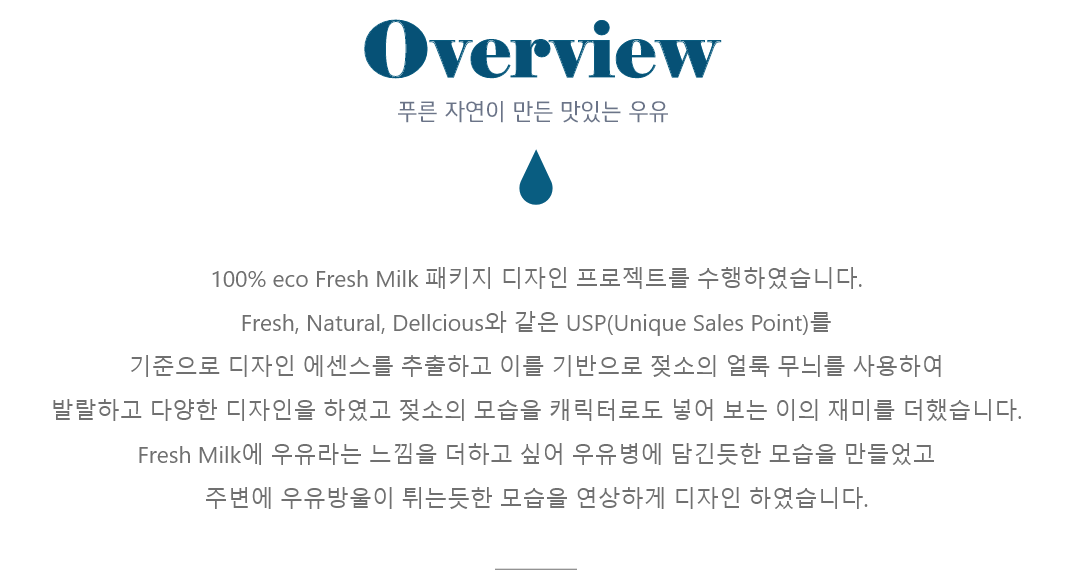 Overview
푸른 자연이 만든 맛있는 우유
100% eco Fresh Milk 패키지 디자인 프로젝트를 수행하였습니다.
Fresh, Natural, Dellcious와 같은 USP(Unique Sales Point)를
기준으로 디자인 에센스를 추출하고 이를 기반으로 젖소의 얼룩 무늬를 사용하여
발랄하고 다양한 디자인을 하였고 젖소의 모습을 캐릭터로도 넣어 보는 이의 재미를 더했습니다.
Fresh Milk에 우유라는 느낌을 더하고 싶어 우유병에 담긴듯한 모습을 만들었고
주변에 우유방울이 튀는듯한 모습을 연상하게 디자인 하였습니다.